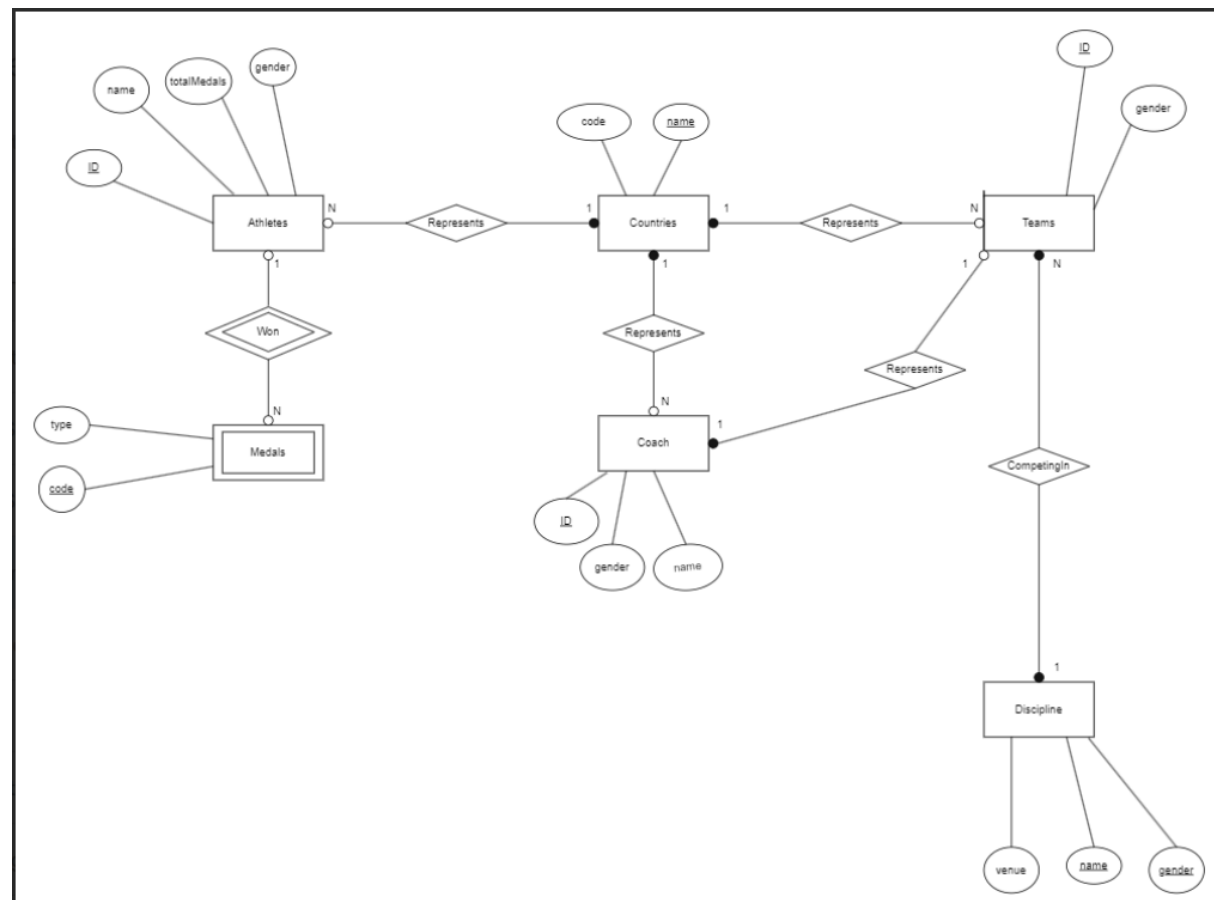 ID
gender
totalMedals
name
gender
code
name
ID
Athletes
N
Represents
1
Countries
1
Represents
N
Teams
1
1
1
N
Won
Represents
Represents
N
N
1
type
Medals
Coach
code
CompetingIn
ID
gender
name
1
Discipline
venue
name
gender